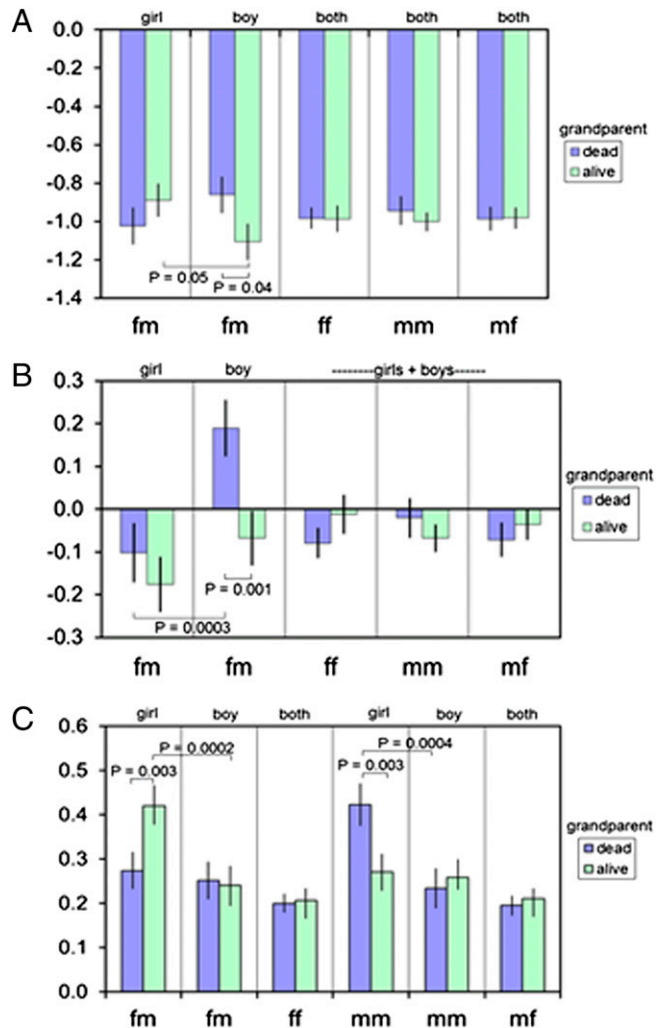 A
girl boy both both both
0.0
-0.2
-0.4
-0.6
-0.8
-1.0
-1.2
-1.4
P = 0.05
P = 0.04
fm fm ff mm mf
grandparent
dead
alive
B
girl boy --------girls + boys------
0.3
0.2
0.1
0.0
-0.1
-0.2
-0.3
P = 0.001
P = 0.0003
fm fm ff mm mf
grandparent
dead
alive
C
girl boy both girl boy both
0.6
0.5
0.4
0.3
0.2
0.1
0.0
P = 0.0002
P = 0.003
P = 0.0004
P = 0.003
fm fm ff mm mm mf
grandparent
dead
alive